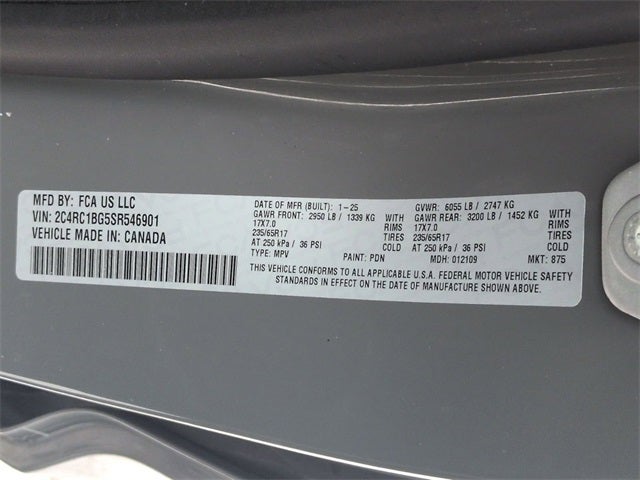 MFD BY: FCA US LLC
VIN: 2C4RC1BG5SR546901
VEHICLE MADE IN: CANADA
DATE OF MFR (BUILT): 1-25 GVWR: 6055 LB / 2747 KG
GAWR FRONT: 2950 LB / 1339 KG WITH GAWR REAR: 3200 LB / 1452 KG WITH
17X7.0 RIMS 17X7.0 RIMS
235/65R17 TIRES 235/65R17 TIRES
AT 250 kPa / 36 PSI COLD AT 250 kPa / 36 PSI COLD
TYPE: MPV PAINT: PDN MDH: 012109 MKT: 875
THIS VEHICLE CONFORMS TO ALL APPLICABLE U.S.A. FEDERAL MOTOR VEHICLE SAFETY
STANDARDS IN EFFECT ON THE DATE OF MANUFACTURE SHOWN ABOVE.